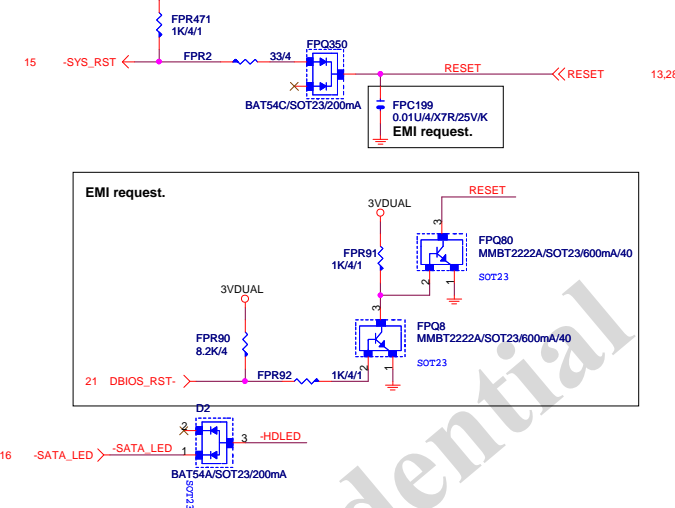 FPR471
1K/4/1
FPQ350
15 -SYS_RST FPR2 33/4
RESET RESET 13,28
BAT54C/SOT23/200mA
FPC199
0.01U/4/X7R/25V/K
EMI request.
EMI request.
RESET
3VDUAL
3
FPQ80
MMBT2222A/SOT23/600mA/40
SOT23
FPR91
1K/4/1
2 1
3VDUAL
3
FPQ8
MMBT2222A/SOT23/600mA/40
SOT23
FPR90
8.2K/4
2 1
21 DBIOS_RST- FPR92 1K/4/1
D2
2
3 -HDLED
16 -SATA_LED -SATA_LED 1
BAT54A/SOT23/200mA